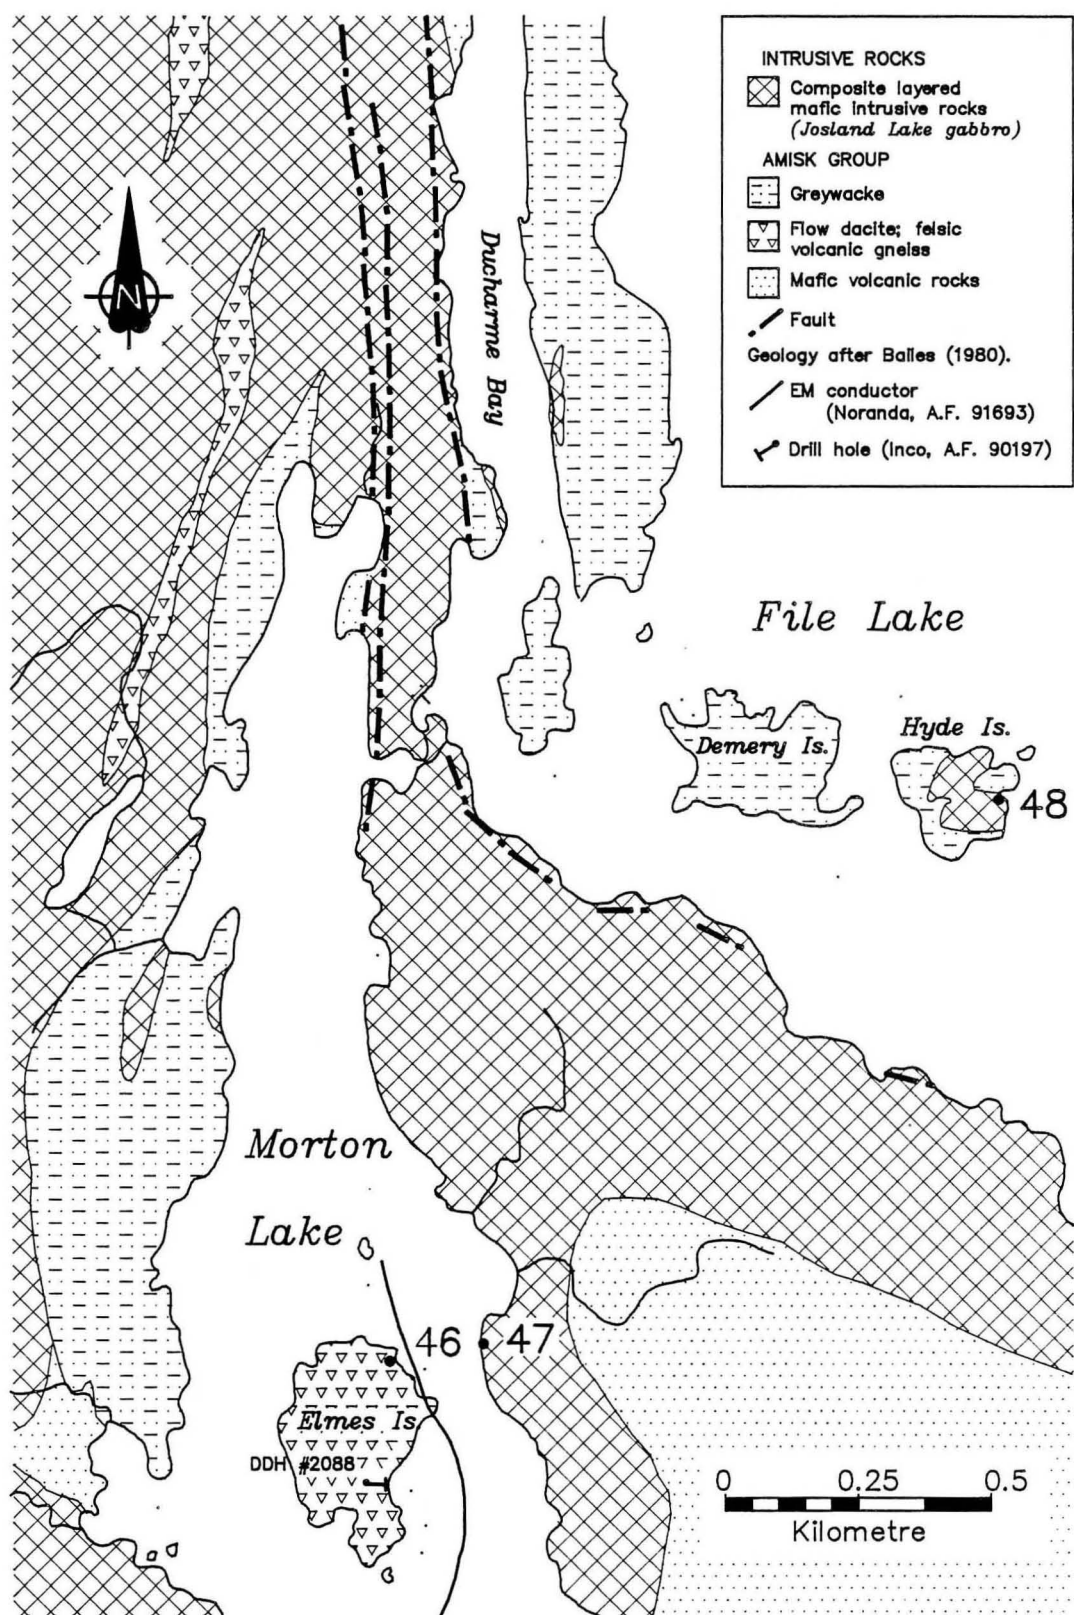 INTRUSIVE ROCKS
Composite layered
mafic intrusive rocks
(Josland Lake gabbro)
AMISK GROUP
Greywacke
Flow dacite; felsic
volcanic gneiss
Mafic volcanic rocks
Fault
Geology after Bailes (1980).
EM conductor
(Noranda, A.F. 91693)
Drill hole (Inco, A.F. 90197)
N
Ducharme Bay
File Lake
Demery Is.
Hyde Is.
48
Morton
Lake
46
47
Elmes Is.
DDH #2088
0 0.25 0.5
Kilometre